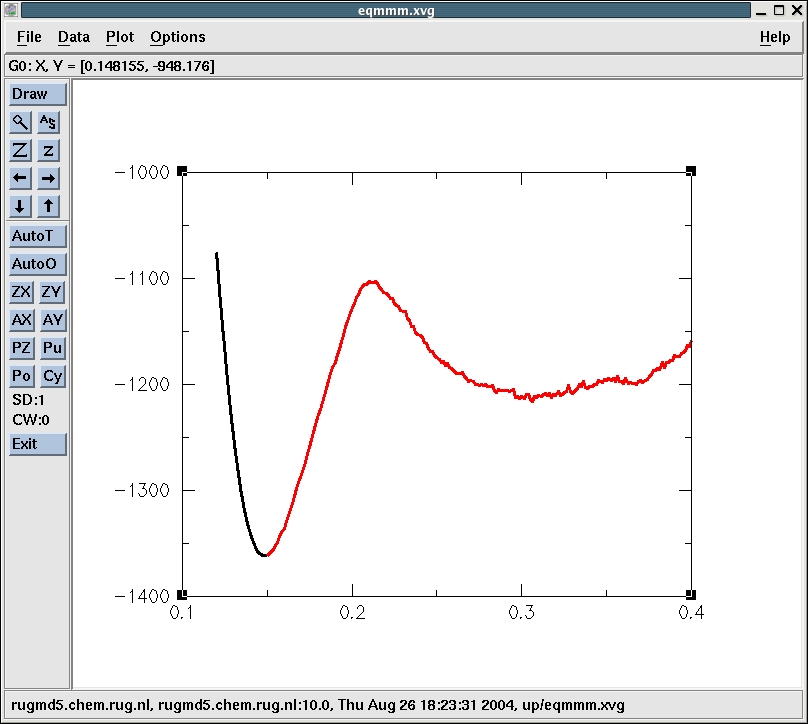 eqmmm.xvg
File Data Plot Options Help
G0: X, Y = [0.148155, -948.176]
Draw
A S
Z z
← →
↓ ↑
AutoT
AutoO
ZX ZY
AX AY
PZ Pu
Po Cy
SD:1
CW:0
Exit
-1000
-1100
-1200
-1300
-1400
0.1 0.2 0.3 0.4
rugmd5.chem.rug.nl, rugmd5.chem.rug.nl:10.0, Thu Aug 26 18:23:31 2004, up/eqmmm.xvg